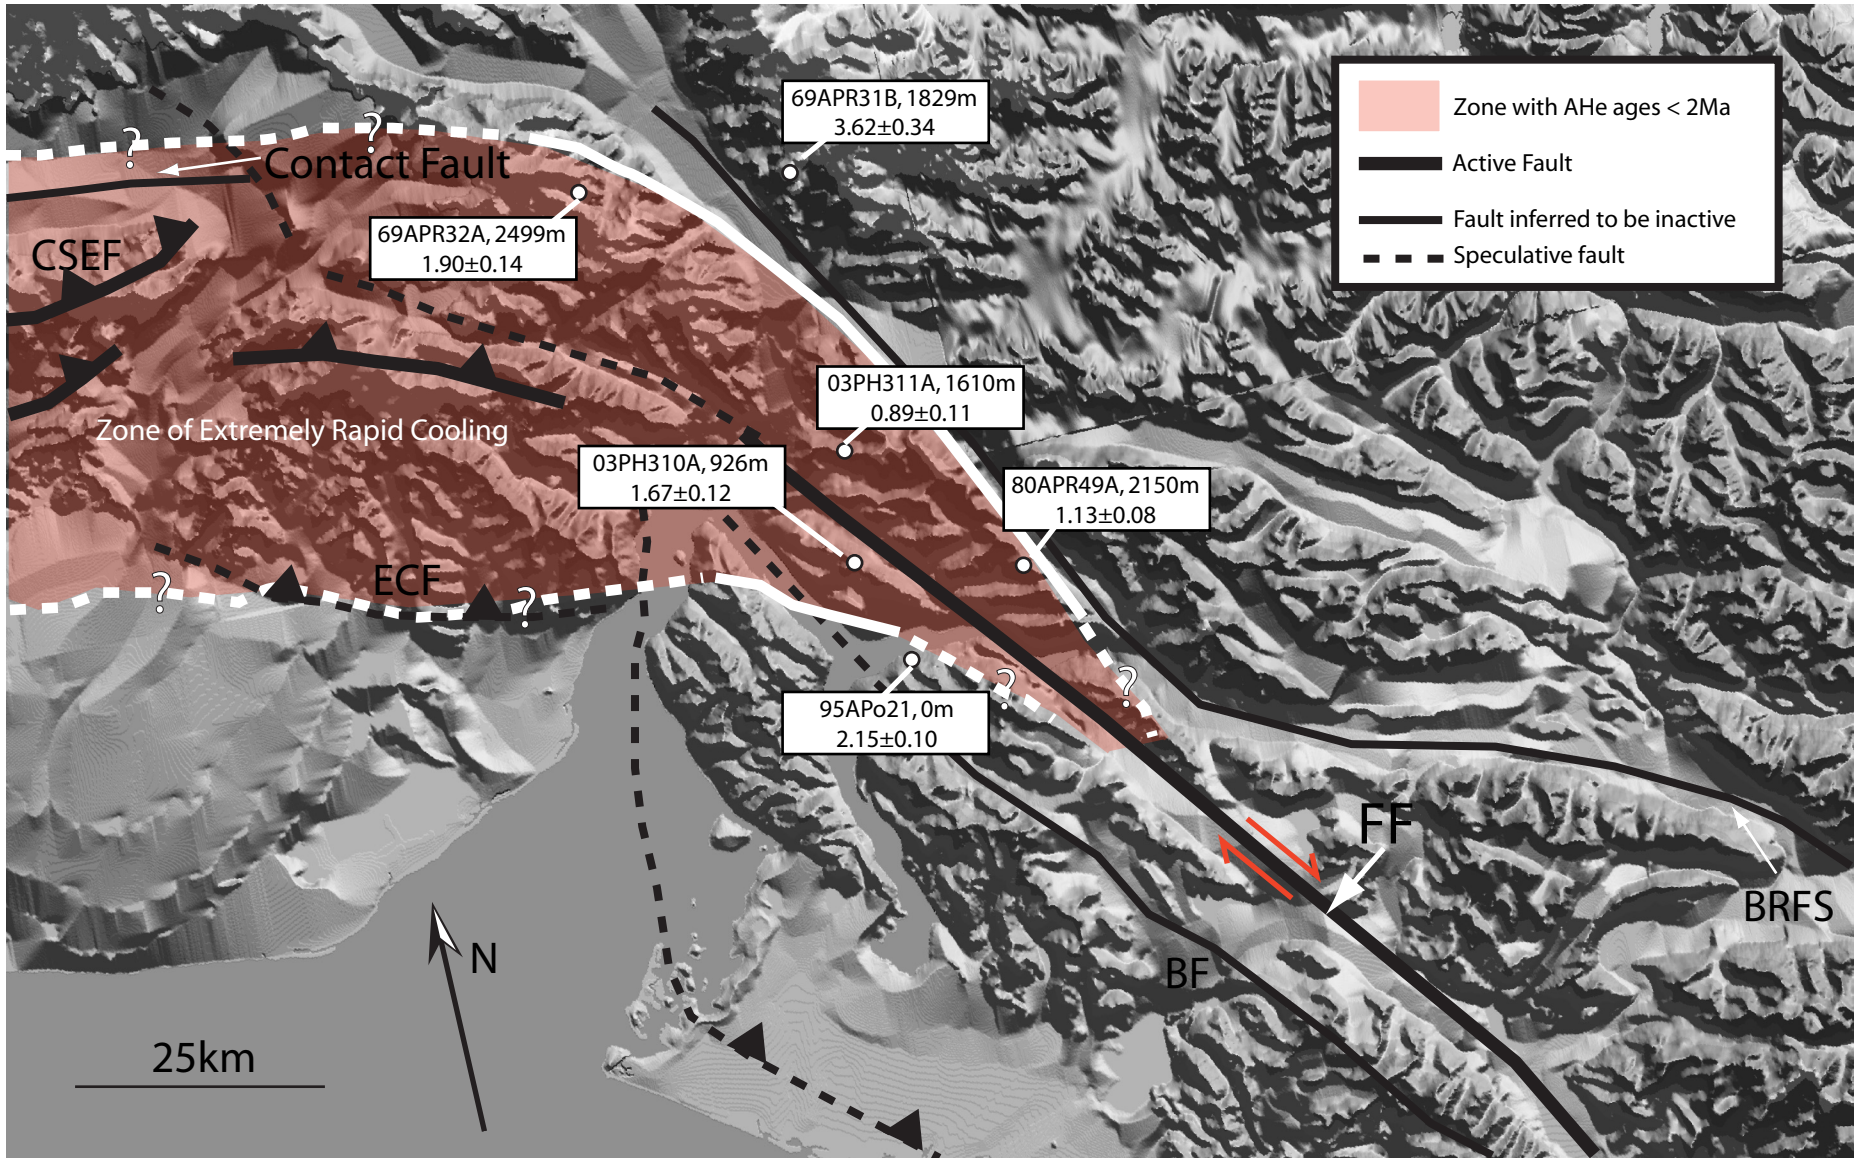 69APR31B, 1829m
3.62±0.34
Zone with AHe ages < 2Ma
Active Fault
Fault inferred to be inactive
Speculative fault
?
?
Contact Fault
69APR32A, 2499m
1.90±0.14
CSEF
03PH311A, 1610m
0.89±0.11
Zone of Extremely Rapid Cooling
03PH310A, 926m
1.67±0.12
80APR49A, 2150m
1.13±0.08
?
ECF
?
?
?
95APo21, 0m
2.15±0.10
FF
BRFS
N
BF
25km